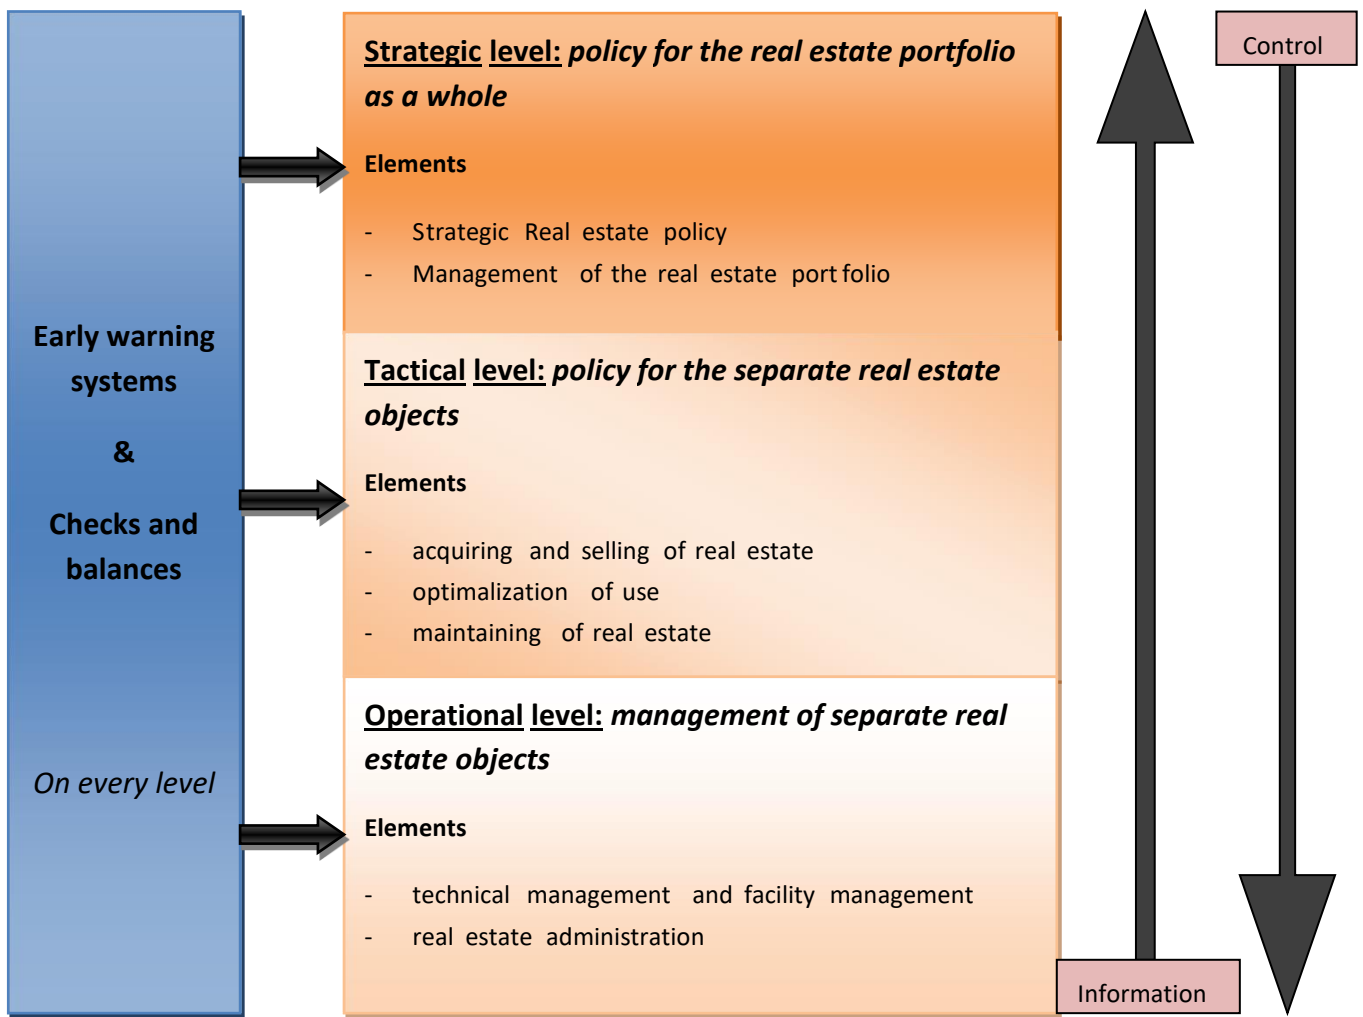 Early warning
systems
&
Checks and
balances
On every level
Strategic level: policy for the real estate portfolio
as a whole
Elements
- Strategic Real estate policy
- Management of the real estate port folio
Tactical level: policy for the separate real estate
objects
Elements
- acquiring and selling of real estate
- optimalization of use
- maintaining of real estate
Operational level: management of separate real
estate objects
Elements
- technical management and facility management
- real estate administration
Control
Information